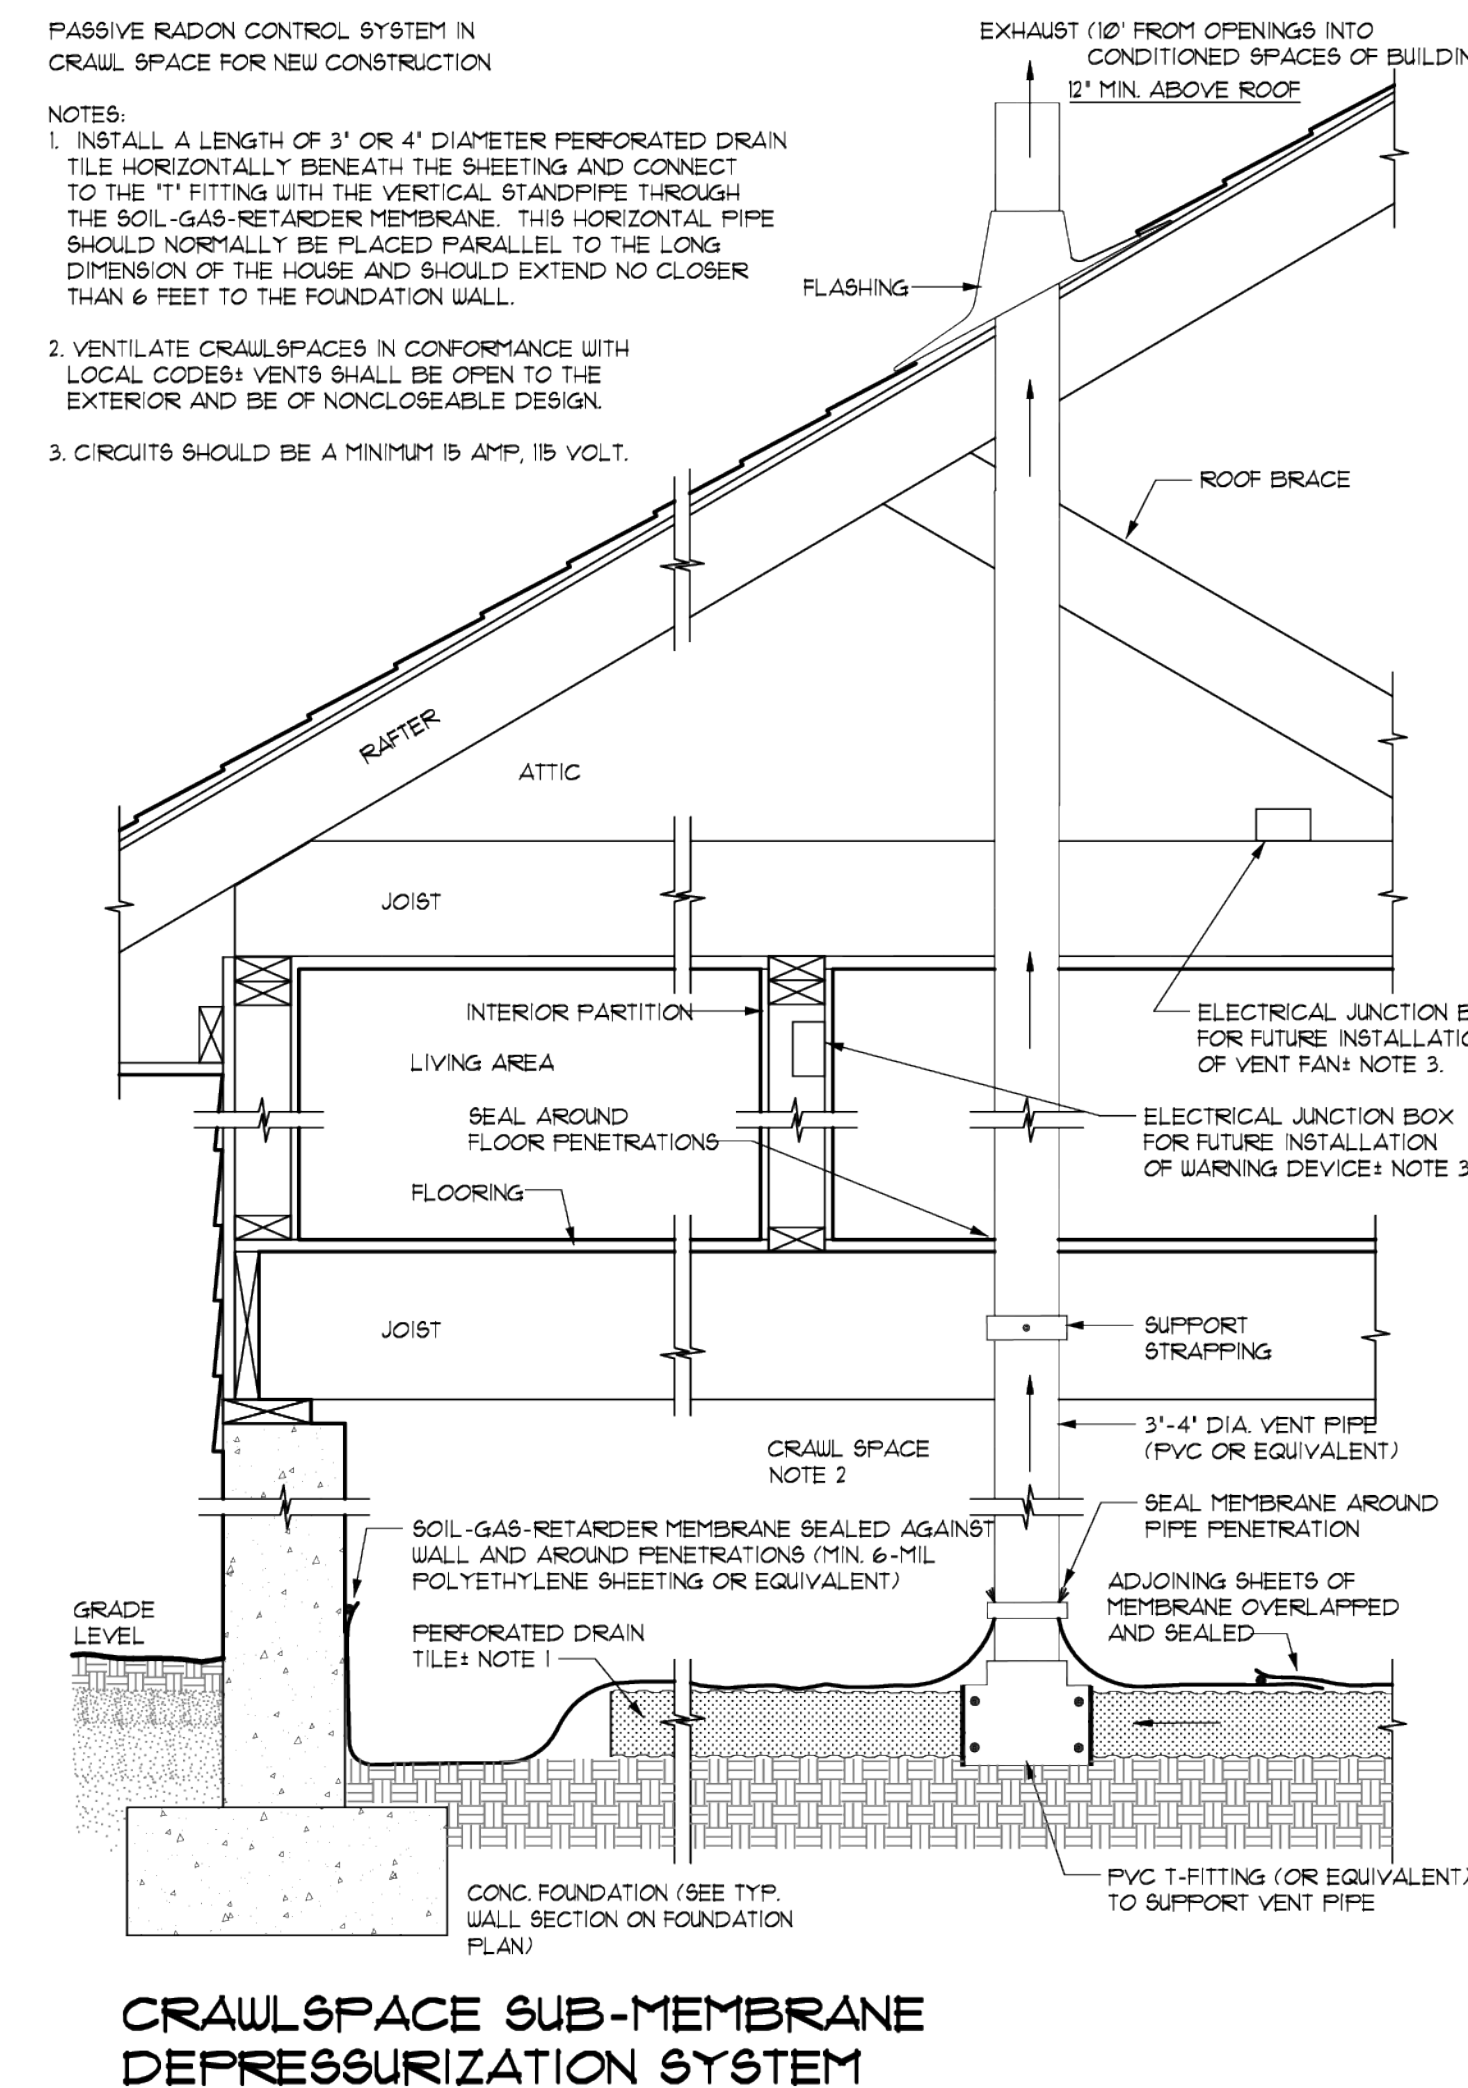 PASSIVE RADON CONTROL SYSTEM IN
CRAWL SPACE FOR NEW CONSTRUCTION
NOTES:
1. INSTALL A LENGTH OF 3" OR 4" DIAMETER PERFORATED DRAIN
TILE HORIZONTALLY BENEATH THE SHEETING AND CONNECT
TO THE "T" FITTING WITH THE VERTICAL STANDPIPE THROUGH
THE SOIL-GAS-RETARDER MEMBRANE. THIS HORIZONTAL PIPE
SHOULD NORMALLY BE PLACED PARALLEL TO THE LONG
DIMENSION OF THE HOUSE AND SHOULD EXTEND NO CLOSER
THAN 6 FEET TO THE FOUNDATION WALL.
2. VENTILATE CRAWLSPACES IN CONFORMANCE WITH
LOCAL CODES± VENTS SHALL BE OPEN TO THE
EXTERIOR AND BE OF NONCLOSEABLE DESIGN.
3. CIRCUITS SHOULD BE A MINIMUM 15 AMP, 115 VOLT.
EXHAUST (10' FROM OPENINGS INTO
CONDITIONED SPACES OF BUILDIN
12" MIN. ABOVE ROOF
FLASHING
ROOF BRACE
RAFTER
ATTIC
JOIST
INTERIOR PARTITION
LIVING AREA
ELECTRICAL JUNCTION B
FOR FUTURE INSTALLATIO
OF VENT FAN± NOTE 3.
SEAL AROUND
FLOOR PENETRATIONS
ELECTRICAL JUNCTION BOX
FOR FUTURE INSTALLATION
OF WARNING DEVICE± NOTE 3
FLOORING
JOIST
SUPPORT
STRAPPING
3"-4" DIA. VENT PIPE
(PVC OR EQUIVALENT)
CRAWL SPACE
NOTE 2
SEAL MEMBRANE AROUND
PIPE PENETRATION
SOIL-GAS-RETARDER MEMBRANE SEALED AGAINST
WALL AND AROUND PENETRATIONS (MIN. 6-MIL
POLYETHYLENE SHEETING OR EQUIVALENT)
ADJOINING SHEETS OF
MEMBRANE OVERLAPPED
AND SEALED
GRADE
LEVEL
PERFORATED DRAIN
TILE± NOTE 1
PVC T-FITTING (OR EQUIVALENT)
TO SUPPORT VENT PIPE
CONC. FOUNDATION (SEE TYP.
WALL SECTION ON FOUNDATION
PLAN)
CRAWLSPACE SUB-MEMBRANE
DEPRESSURIZATION SYSTEM